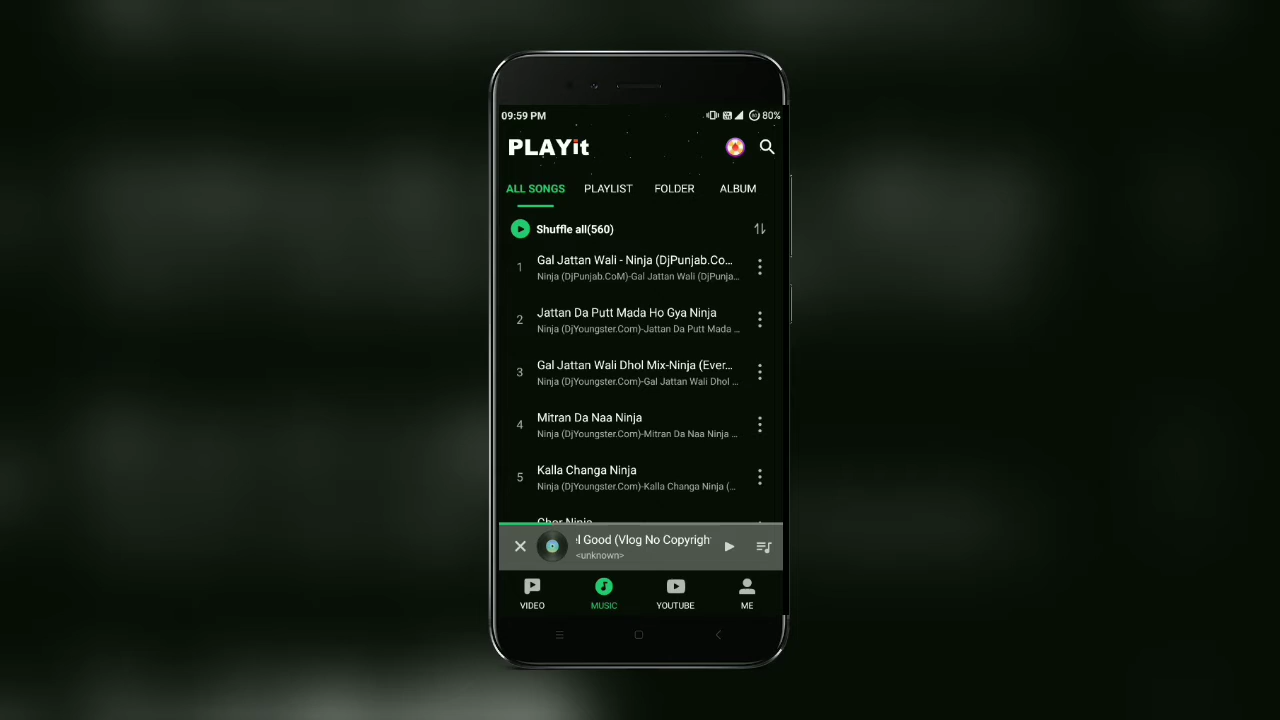 09:59 PM
80%
PLAYit
ALL SONGS PLAYLIST FOLDER ALBUM
Shuffle all(560)
1 Gal Jattan Wali - Ninja (DjPunjab.Co...
Ninja (DjPunjab.CoM)-Gal Jattan Wali (DjPunja...
2 Jattan Da Putt Mada Ho Gya Ninja
Ninja (DjYoungster.Com)-Jattan Da Putt Mada ...
3 Gal Jattan Wali Dhol Mix-Ninja (Ever...
Ninja (DjYoungster.Com)-Gal Jattan Wali Dhol ...
4 Mitran Da Naa Ninja
Ninja (DjYoungster.Com)-Mitran Da Naa Ninja ...
5 Kalla Changa Ninja
Ninja (DjYoungster.Com)-Kalla Changa Ninja (...
Ninja
l Good (Vlog No Copyrigh
<unknown>
VIDEO MUSIC YOUTUBE ME